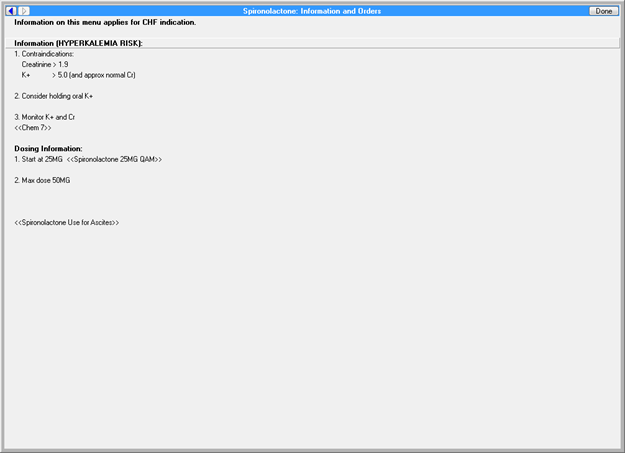 Spironolactone: Information and Orders
Done
Information on this menu applies for CHF indication.
Information (HYPERKALEMIA RISK):
1. Contraindications:
Creatinine > 1.9
K+ > 5.0 (and approx normal Cr)
2. Consider holding oral K+
3. Monitor K+ and Cr
<<Chem 7>>
Dosing Information:
1. Start at 25MG <<Spironolactone 25MG QAM>>
2. Max dose 50MG
<<Spironolactone Use for Ascites>>